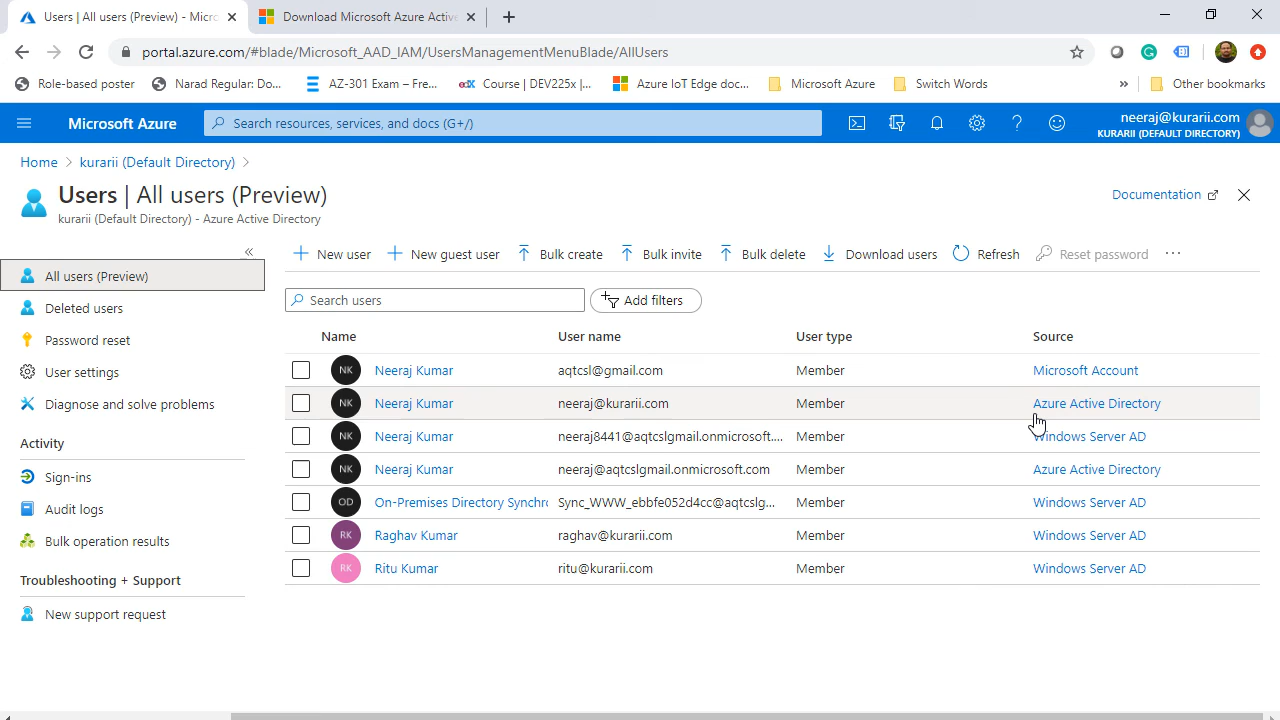 Users | All users (Preview) - Micro
Download Microsoft Azure Active
portal.azure.com/#blade/Microsoft_AAD_IAM/UsersManagementMenuBlade/AllUsers
Role-based poster
Narad Regular: Do...
AZ-301 Exam – Fre...
edX
Course | DEV225x |...
Azure IoT Edge doc...
Microsoft Azure
Switch Words
»
Other bookmarks
Microsoft Azure
Search resources, services, and docs (G+/)
neeraj@kurarii.com
KURARII (DEFAULT DIRECTORY)
Home > kurarii (Default Directory) >
Users | All users (Preview)
kurarii (Default Directory) - Azure Active Directory
Documentation
«
New user
New guest user
Bulk create
Bulk invite
Bulk delete
Download users
Refresh
Reset password
...
All users (Preview)
Deleted users
Password reset
User settings
Diagnose and solve problems
Activity
Sign-ins
Audit logs
Bulk operation results
Troubleshooting + Support
New support request
Search users
Add filters
Name User name User type Source
NK Neeraj Kumar aqtcsl@gmail.com Member Microsoft Account
NK Neeraj Kumar neeraj@kurarii.com Member Azure Active Directory
NK Neeraj Kumar neeraj8441@aqtcslgmail.onmicrosoft.... Member Windows Server AD
NK Neeraj Kumar neeraj@aqtcslgmail.onmicrosoft.com Member Azure Active Directory
OD On-Premises Directory Synchro Sync_WWW_ebbfe052d4cc@aqtcslg... Member Windows Server AD
RK Raghav Kumar raghav@kurarii.com Member Windows Server AD
RK Ritu Kumar ritu@kurarii.com Member Windows Server AD